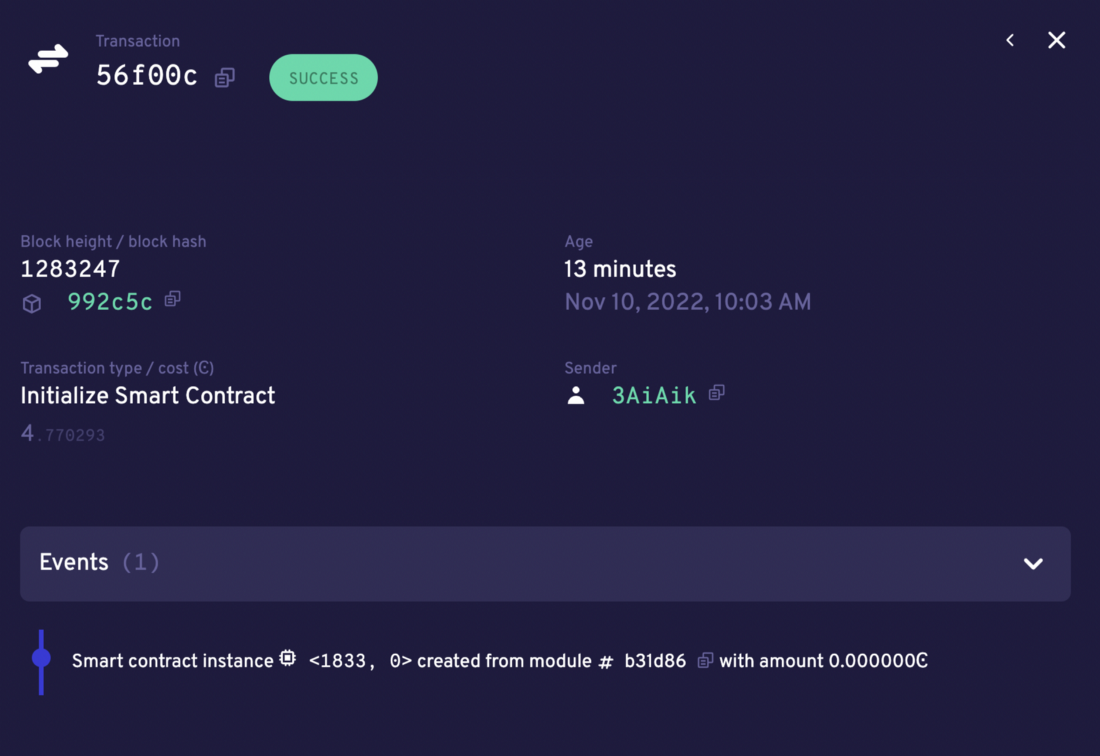 Transaction
56f00c
SUCCESS
Block height / block hash
1283247
992c5c
Age
13 minutes
Nov 10, 2022, 10:03 AM
Transaction type / cost (Ͼ)
Initialize Smart Contract
4.770293
Sender
3AiAik
Events (1)
Smart contract instance <1833, 0> created from module # b31d86 with amount 0.000000Ͼ